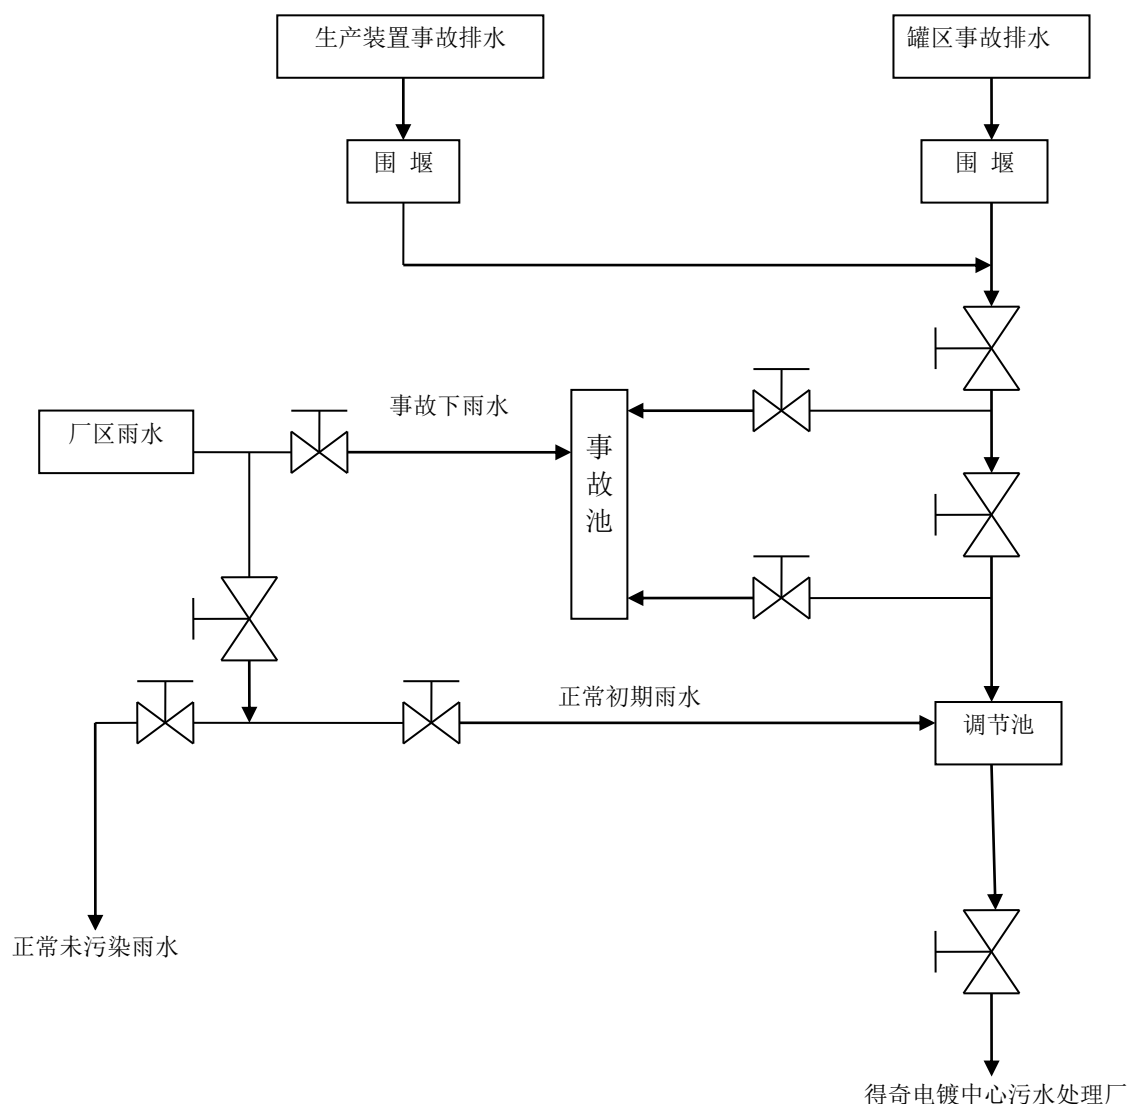 生产装置事故排水
罐区事故排水
围 堰
围 堰
事故下雨水
厂区雨水
事
故
池
正常初期雨水
调节池
正常未污染雨水
得奇电镀中心污水处理厂